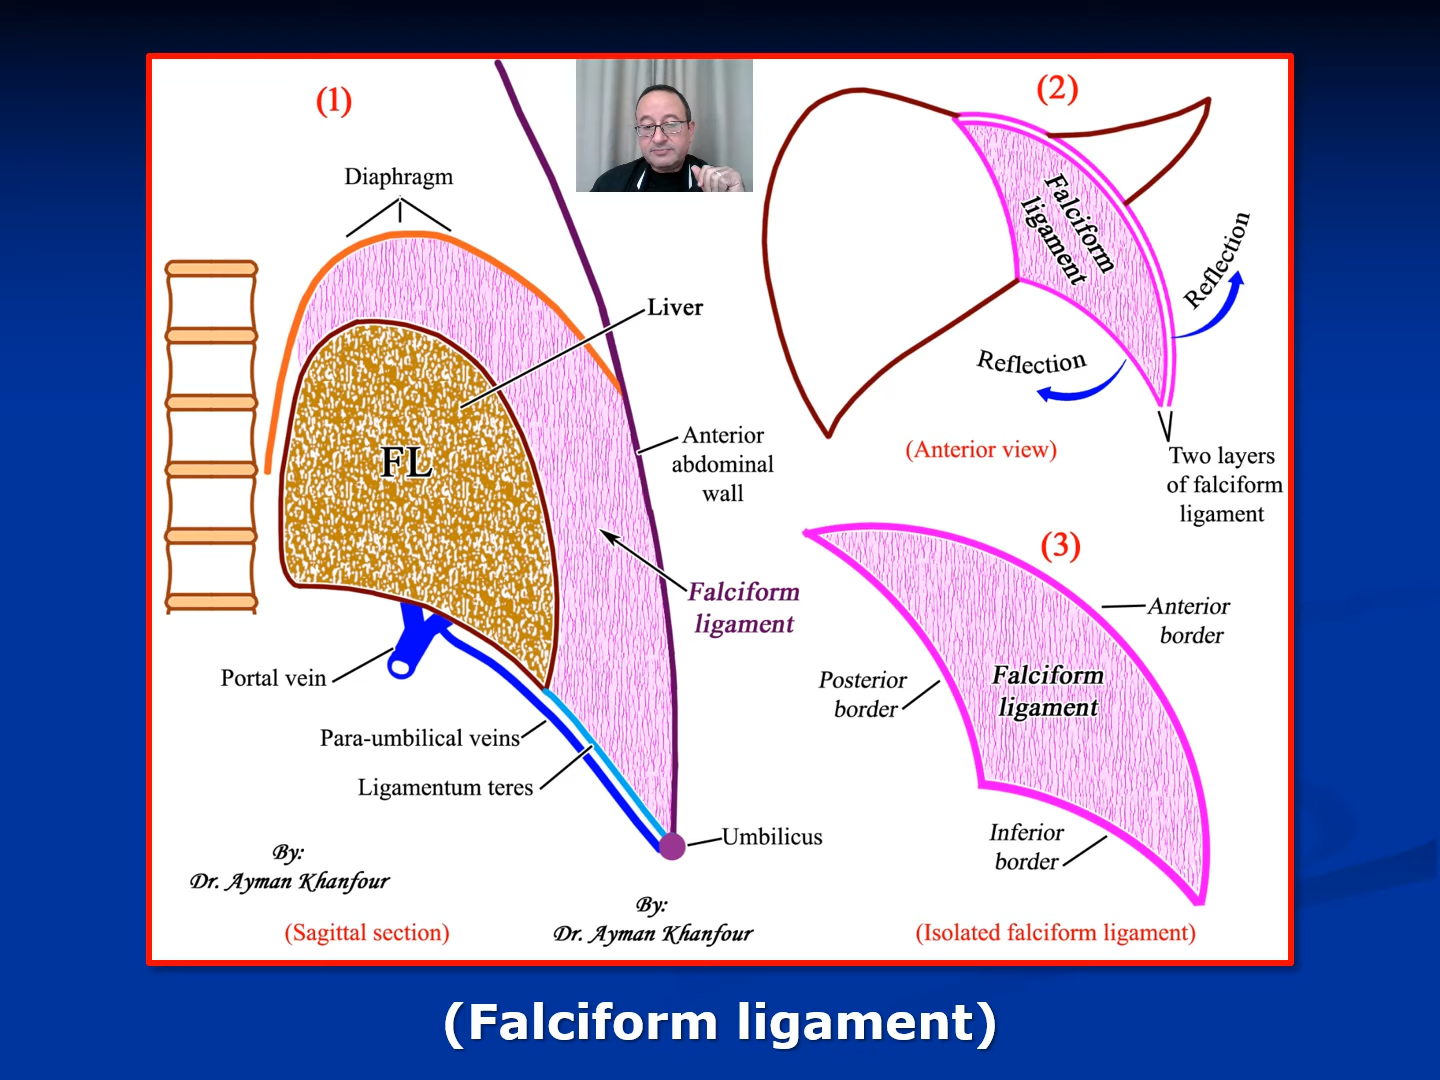 (1)
Diaphragm
Liver
FL
Anterior
abdominal
wall
Falciform
ligament
Portal vein
Para-umbilical veins
Ligamentum teres
Umbilicus
By:
Dr. Ayman Khanfour
By:
Dr. Ayman Khanfour
(Sagittal section)
(2)
Falciform
ligament
Reflection
Reflection
(Anterior view)
Two layers
of falciform
ligament
(3)
Anterior
border
Posterior
border
Falciform
ligament
Inferior
border
(Isolated falciform ligament)
(Falciform ligament)